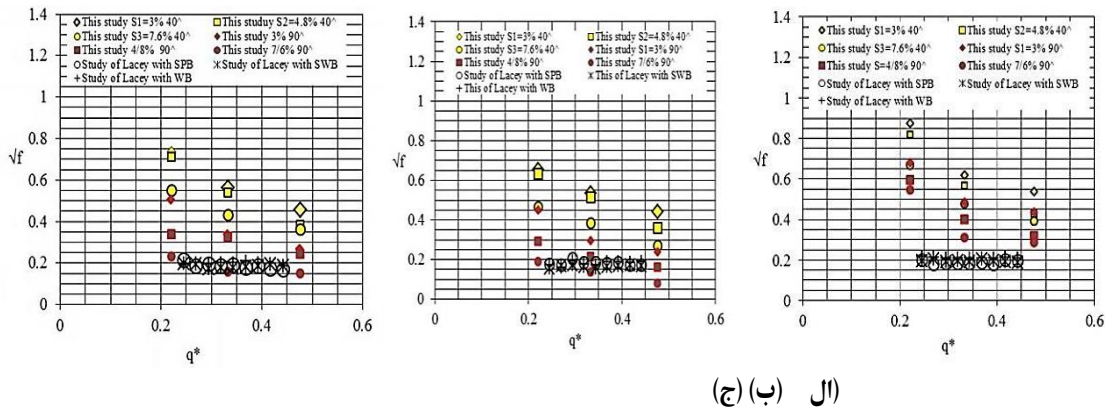 1.4
1.2
1
0.8
0.6
0.4
0.2
0
√f
0
0.2
0.4
0.6
q*
This study S1=3% 40^
This studuy S2=4.8% 40^
This study S3=7.6% 40^
This study 3% 90^
This study 4/8% 90^
This study 7/6% 90^
Study of Lacey with SPB
Study of Lacey with SWB
Study of Lacey with WB
1.4
1.2
1
0.8
0.6
0.4
0.2
0
√f
0
0.2
0.4
0.6
q*
This study S1=3% 40^
This study S2=4.8% 40^
This study S3=7.6% 40^
This study S1=3% 90^
This study 4/8% 90^
This study 7/6% 90^
Study of Lacey with SPB
This of Lacey with SWB
This of Lacey with WB
1.4
1.2
1
0.8
0.6
0.4
0.2
0
√f
0
0.2
0.4
0.6
q*
This study S1=3% 40^
This study S2=4.8% 40^
This study S3=7.6% 40^
This study S1=3% 90^
This study S=4/8% 90^
This study 7/6% 90^
Study of Lacey with SPB
Study of Lacey with SWB
Study of Lacey with WB
ال (ب) (ج)